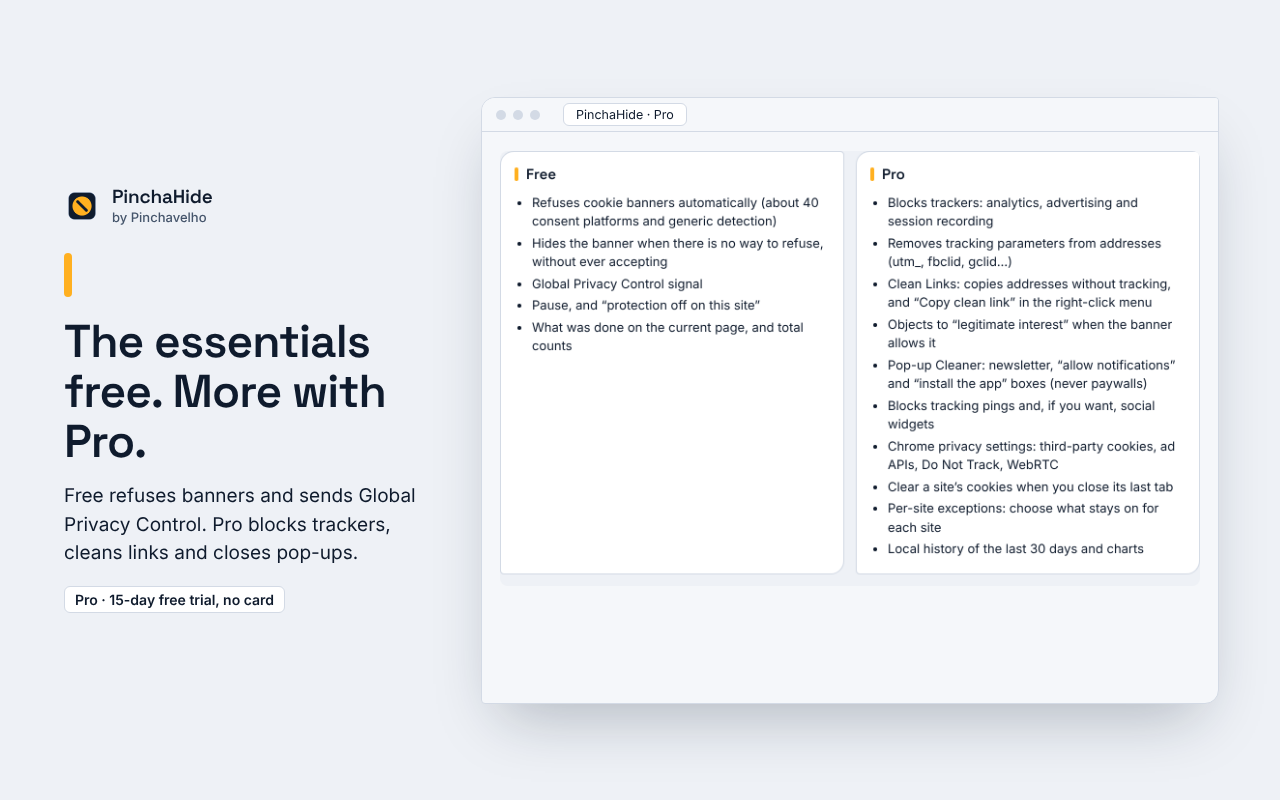 PinchaHide
by Pinchavelho
The essentials
free. More with
Pro.
Free refuses banners and sends Global
Privacy Control. Pro blocks trackers,
cleans links and closes pop-ups.
Pro · 15-day free trial, no card
PinchaHide · Pro
Free
• Refuses cookie banners automatically (about 40
consent platforms and generic detection)
• Hides the banner when there is no way to refuse,
without ever accepting
• Global Privacy Control signal
• Pause, and “protection off on this site”
• What was done on the current page, and total
counts
Pro
• Blocks trackers: analytics, advertising and
session recording
• Removes tracking parameters from addresses
(utm_, fbclid, gclid…)
• Clean Links: copies addresses without tracking,
and “Copy clean link” in the right-click menu
• Objects to “legitimate interest” when the banner
allows it
• Pop-up Cleaner: newsletter, “allow notifications”
and “install the app” boxes (never paywalls)
• Blocks tracking pings and, if you want, social
widgets
• Chrome privacy settings: third-party cookies, ad
APIs, Do Not Track, WebRTC
• Clear a site’s cookies when you close its last tab
• Per-site exceptions: choose what stays on for
each site
• Local history of the last 30 days and charts